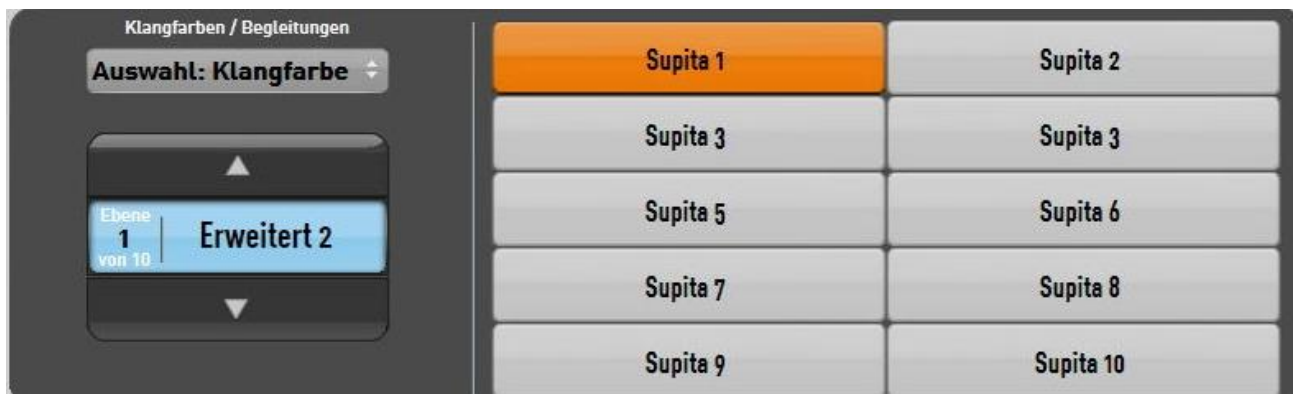 Klangfarben / Begleitungen
Auswahl: Klangfarbe
Ebene
1
von 10
Erweitert 2
Supita 1
Supita 2
Supita 3
Supita 3
Supita 5
Supita 6
Supita 7
Supita 8
Supita 9
Supita 10